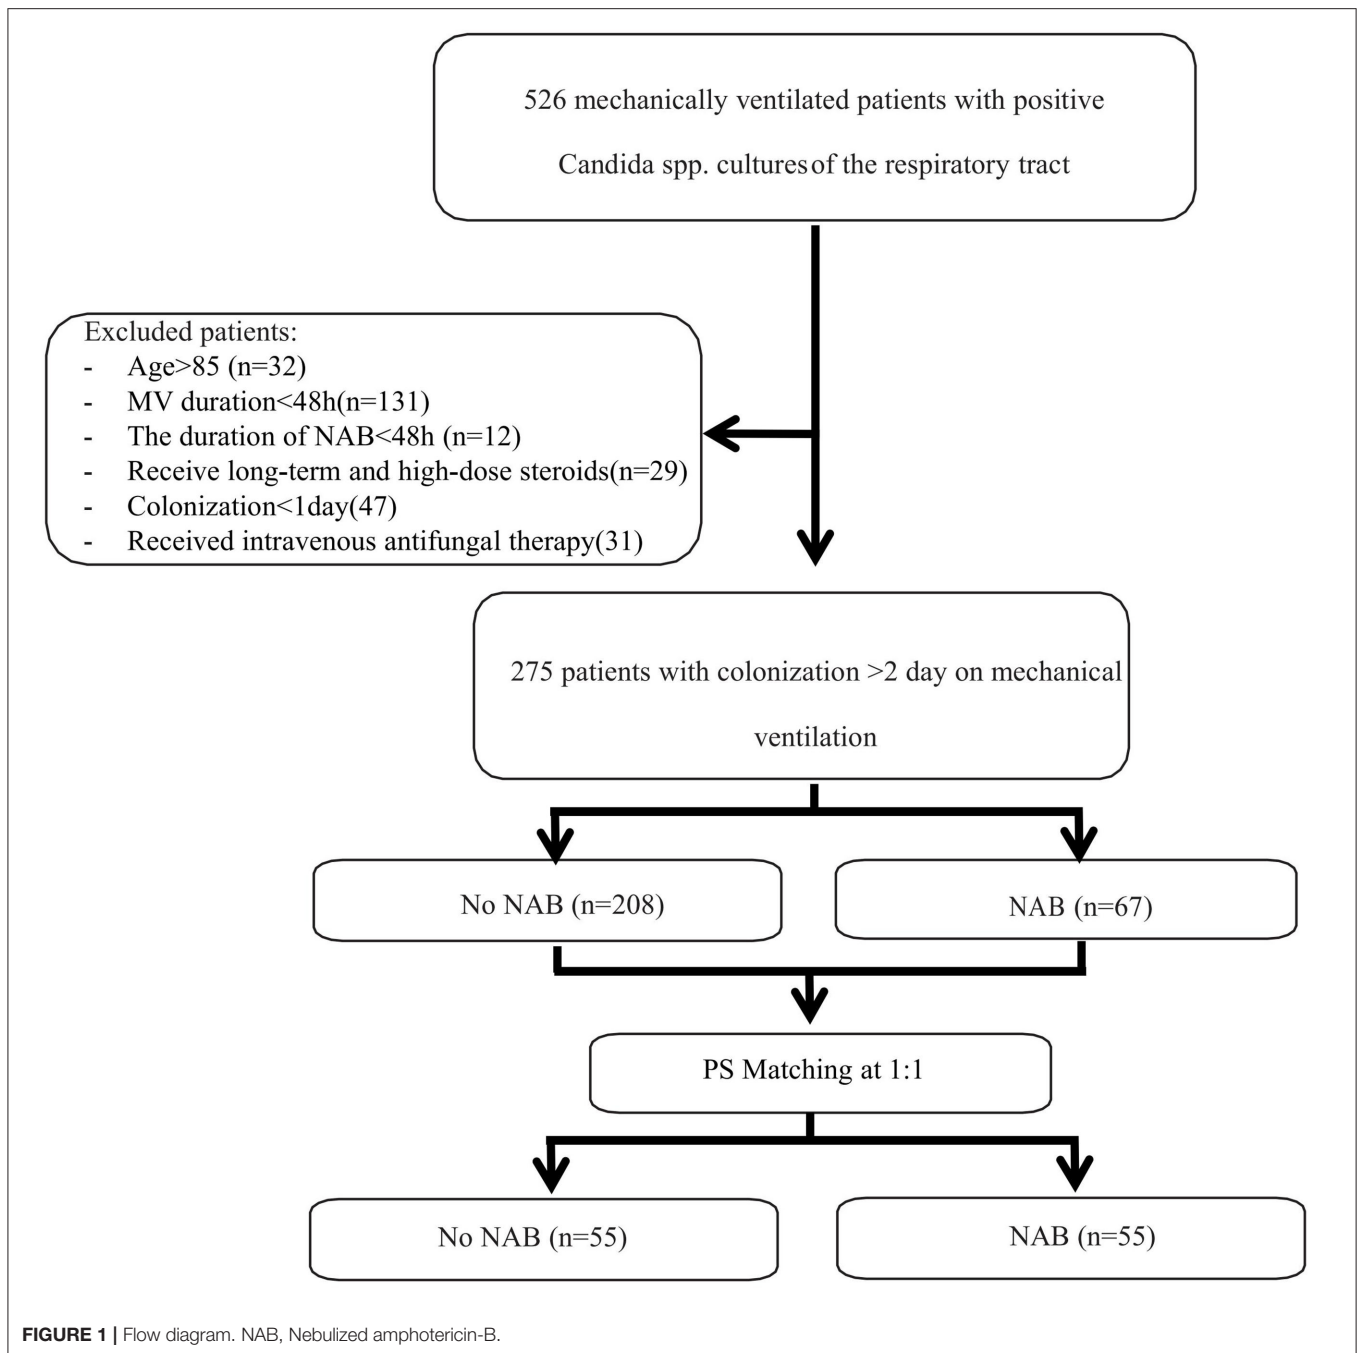 526 mechanically ventilated patients with positive
Candida spp. cultures of the respiratory tract
Excluded patients:
- Age>85 (n=32)
- MV duration<48h(n=131)
- The duration of NAB<48h (n=12)
- Receive long-term and high-dose steroids(n=29)
- Colonization<1day(47)
- Received intravenous antifungal therapy(31)
275 patients with colonization >2 day on mechanical
ventilation
No NAB (n=208)
NAB (n=67)
PS Matching at 1:1
No NAB (n=55)
NAB (n=55)
FIGURE 1 | Flow diagram. NAB, Nebulized amphotericin-B.